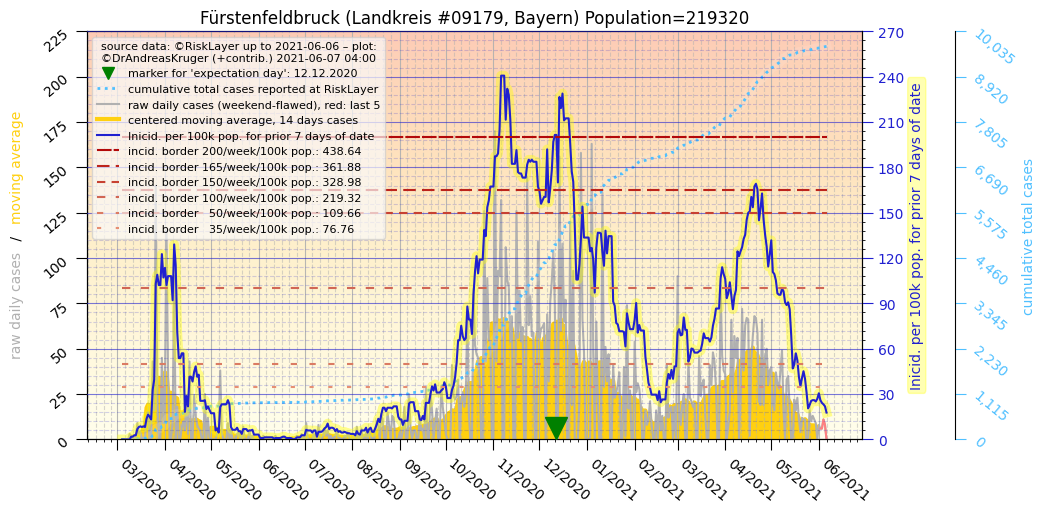 Fürstenfeldbruck (Landkreis #09179, Bayern) Population=219320
source data: ©RiskLayer up to 2021-06-06 – plot:
©DrAndreasKruger (+contrib.) 2021-06-07 04:00
marker for 'expectation day': 12.12.2020
cumulative total cases reported at RiskLayer
raw daily cases (weekend-flawed), red: last 5
centered moving average, 14 days cases
Inicid. per 100k pop. for prior 7 days of date
incid. border 200/week/100k pop.: 438.64
incid. border 165/week/100k pop.: 361.88
incid. border 150/week/100k pop.: 328.98
incid. border 100/week/100k pop.: 219.32
incid. border 50/week/100k pop.: 109.66
incid. border 35/week/100k pop.: 76.76
raw daily cases / moving average
225
200
175
150
125
100
75
50
25
0
03/2020
04/2020
05/2020
06/2020
07/2020
08/2020
09/2020
10/2020
11/2020
12/2020
01/2021
02/2021
03/2021
04/2021
05/2021
06/2021
270
240
210
180
150
120
90
60
30
0
Inicid. per 100k pop. for prior 7 days of date
10,035
8,920
7,805
6,690
5,575
4,460
3,345
2,230
1,115
0
cumulative total cases